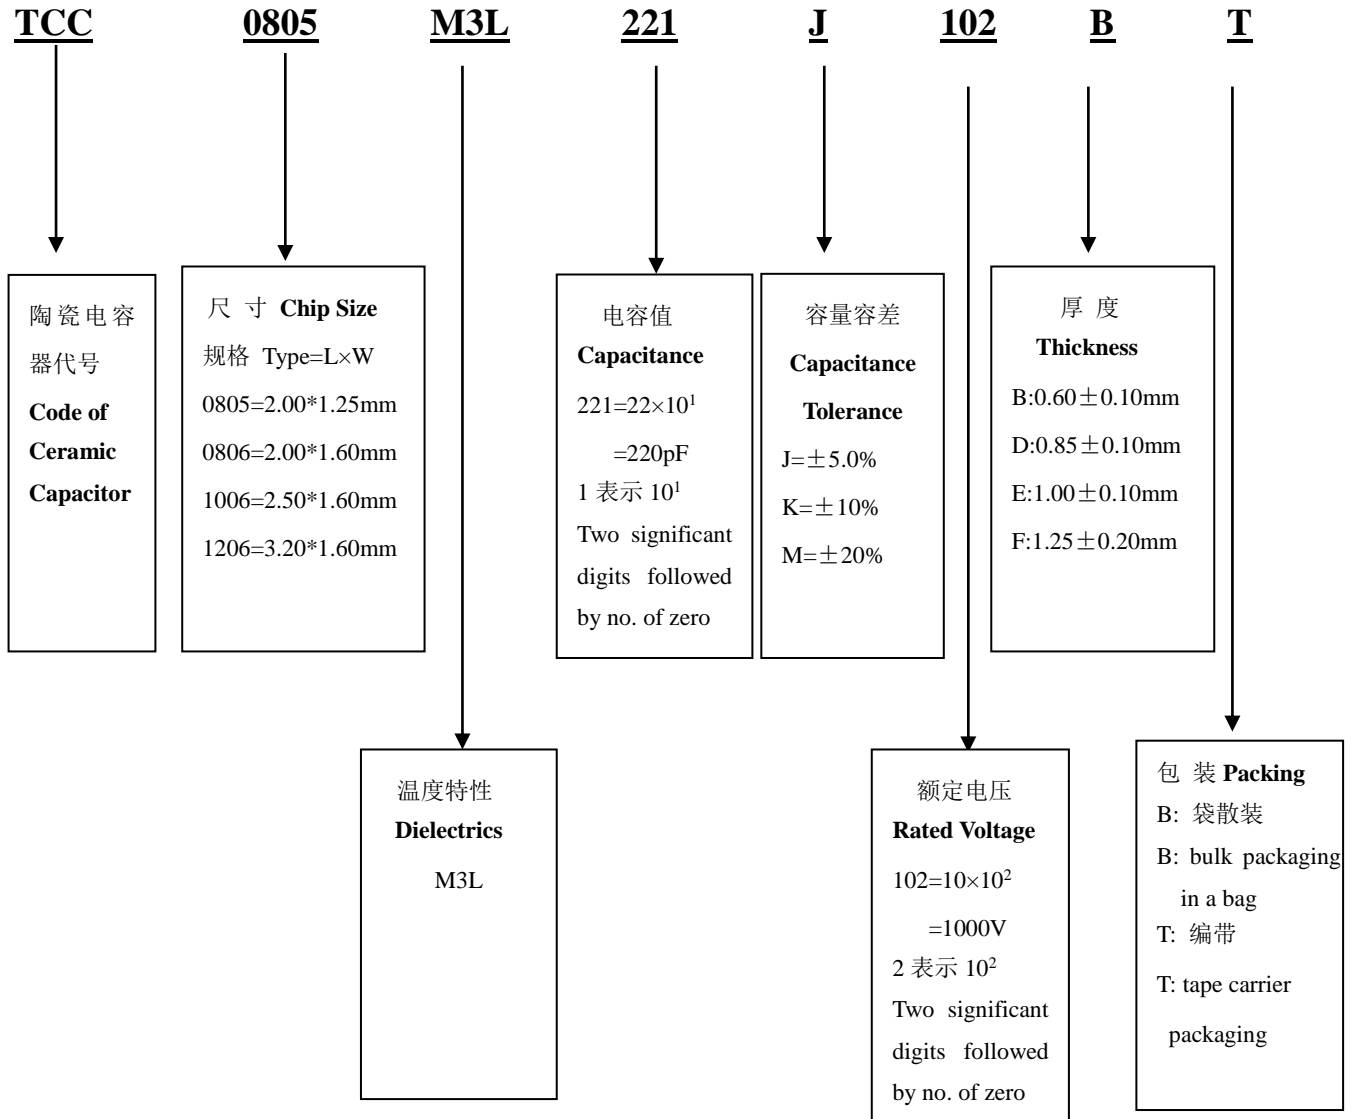 TCC 0805 M3L 221 J 102 B T
陶瓷电容
器代号
Code of
Ceramic
Capacitor
尺 寸 Chip Size
规格 Type=L×W
0805=2.00*1.25mm
0806=2.00*1.60mm
1006=2.50*1.60mm
1206=3.20*1.60mm
电容值
Capacitance
221=22×10¹
=220pF
1 表示 10¹
Two significant
digits followed
by no. of zero
容量容差
Capacitance
Tolerance
J=±5.0%
K=±10%
M=±20%
厚 度
Thickness
B:0.60±0.10mm
D:0.85±0.10mm
E:1.00±0.10mm
F:1.25±0.20mm
温度特性
Dielectrics
M3L
额定电压
Rated Voltage
102=10×10²
=1000V
2 表示 10²
Two significant
digits followed
by no. of zero
包 装 Packing
B: 袋散装
B: bulk packaging
in a bag
T: 编带
T: tape carrier
packaging